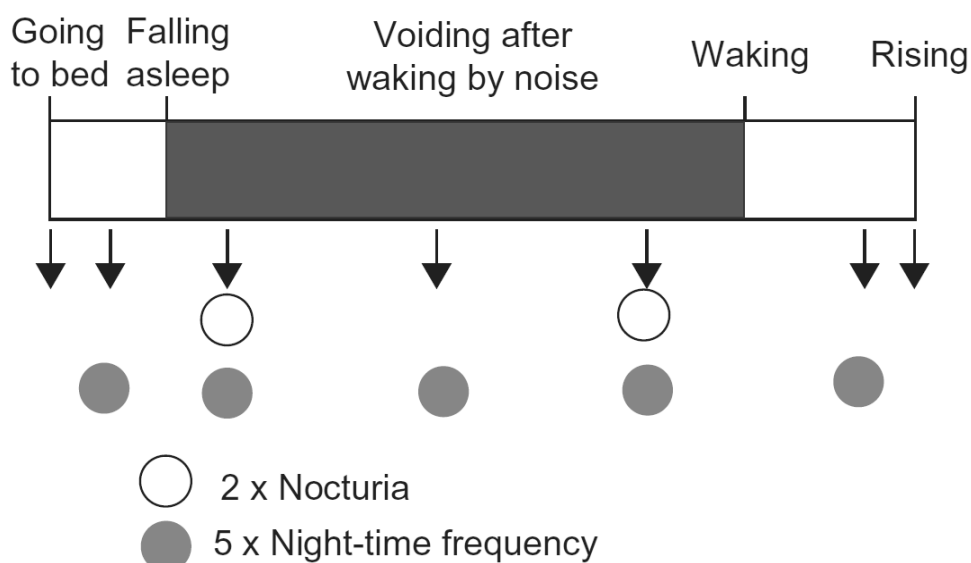 Going
to bed
Falling
asleep
Voiding after
waking by noise
Waking
Rising
2 x Nocturia
5 x Night-time frequency